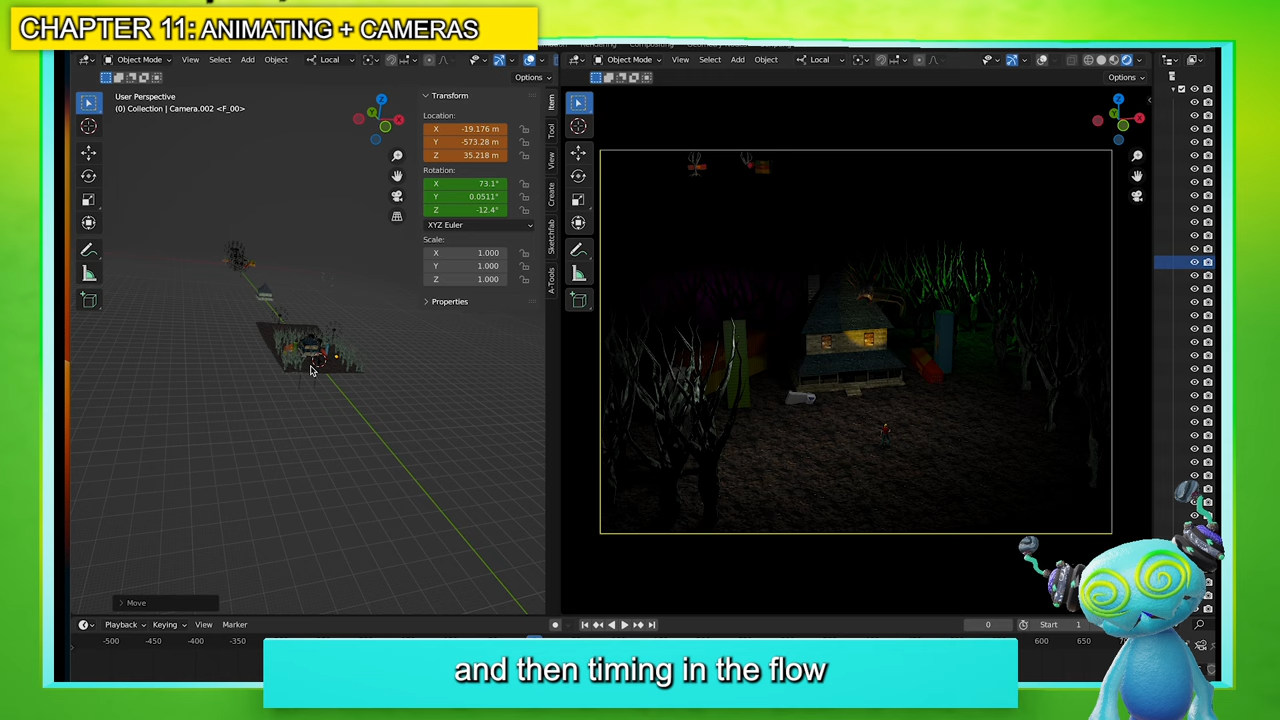 CHAPTER 11: ANIMATING + CAMERAS
Object Mode View Select Add Object Local
Object Mode View Select Add Object Local
Options
Options
User Perspective
(0) Collection | Camera.002 <F_00>
Transform
Location:
X -19.176 m
Y -573.28 m
Z 35.218 m
Rotation:
X 73.1°
Y 0.0511°
Z -12.4°
XYZ Euler
Scale:
X 1.000
Y 1.000
Z 1.000
Properties
Item
Tool
View
Create
Sketchfab
A-Tools
Move
Playback Keying View Marker
0 Start 1
-500 -450 -400 -350
600 650
and then timing in the flow